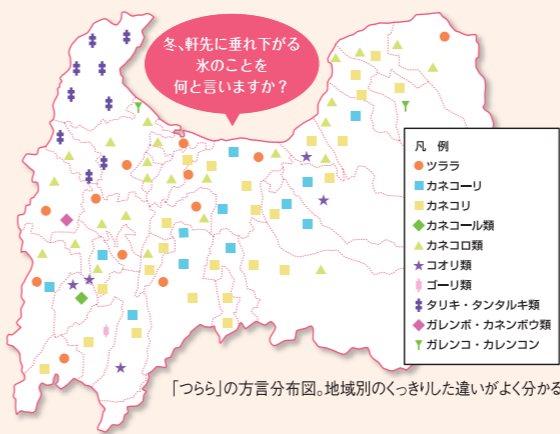 冬、軒先に垂れ下がる
氷のことを
何と言いますか？
凡 例
ツララ
カネコーリ
カネコリ
カネコール類
カネコロ類
コオリ類
ゴーリ類
タリキ・タンタルキ類
ガレンボ・カネンボウ類
ガレンコ・カレンコン
「つらら」の方言分布図。地域別のくっきりした違いがよく分かる